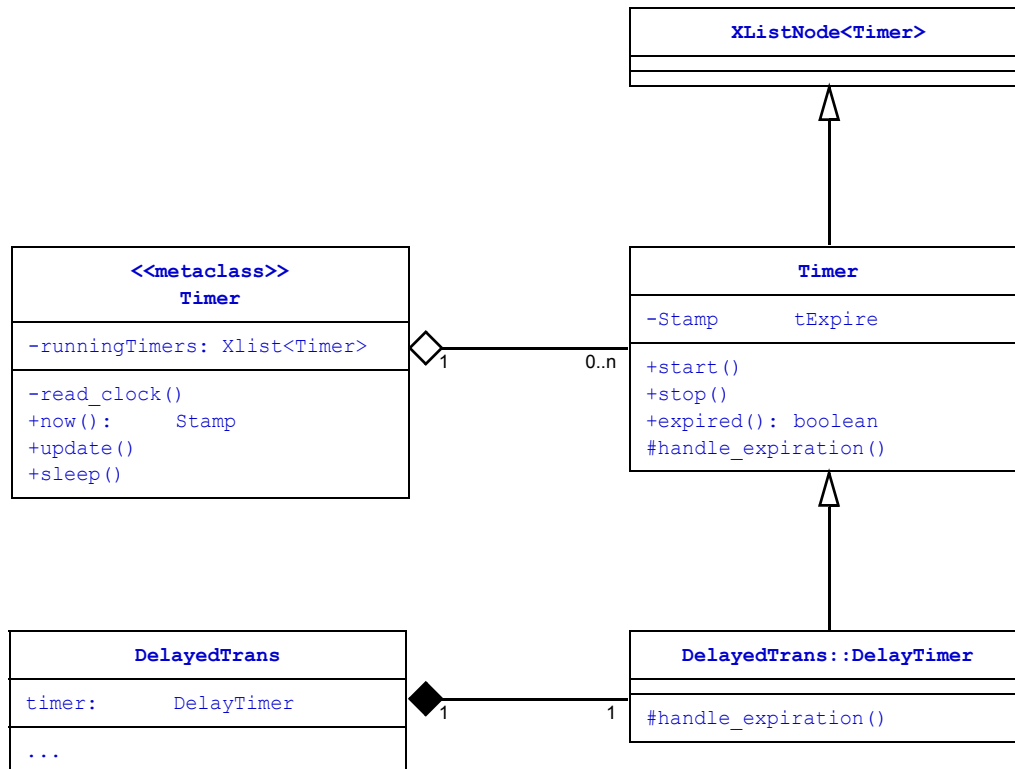 XListNode<Timer>
<<metaclass>>
Timer
-runningTimers: Xlist<Timer>
-read_clock()
+now(): Stamp
+update()
+sleep()
1
0..n
Timer
-Stamp tExpire
+start()
+stop()
+expired(): boolean
#handle_expiration()
DelayedTrans
timer: DelayTimer
...
1
1
DelayedTrans::DelayTimer
#handle_expiration()